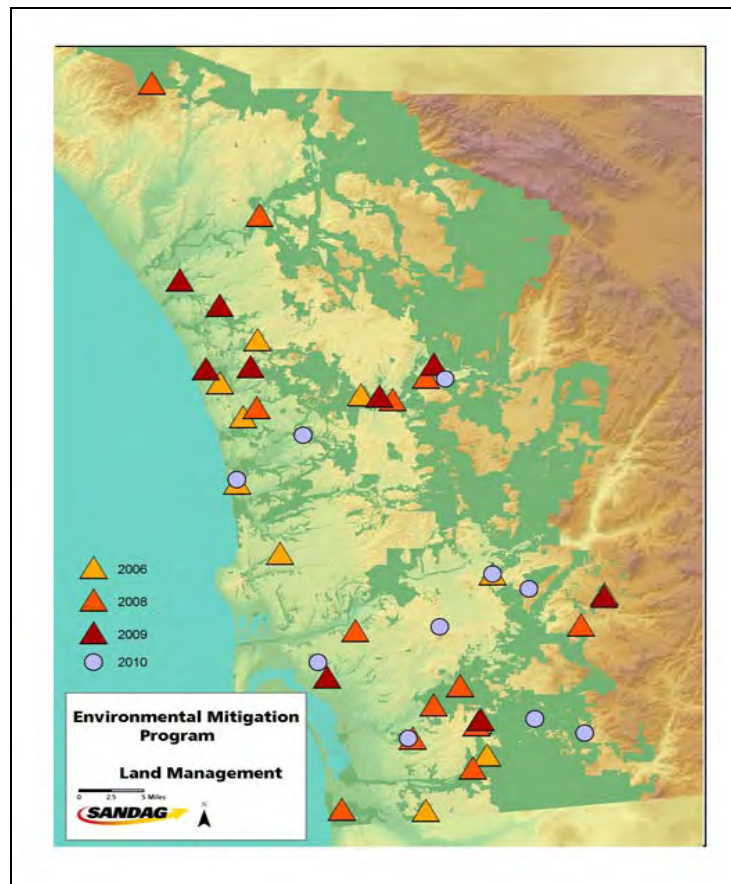 2006
2008
2009
2010
Environmental Mitigation
Program
Land Management
0 2.5 5 Miles
SANDAG
N